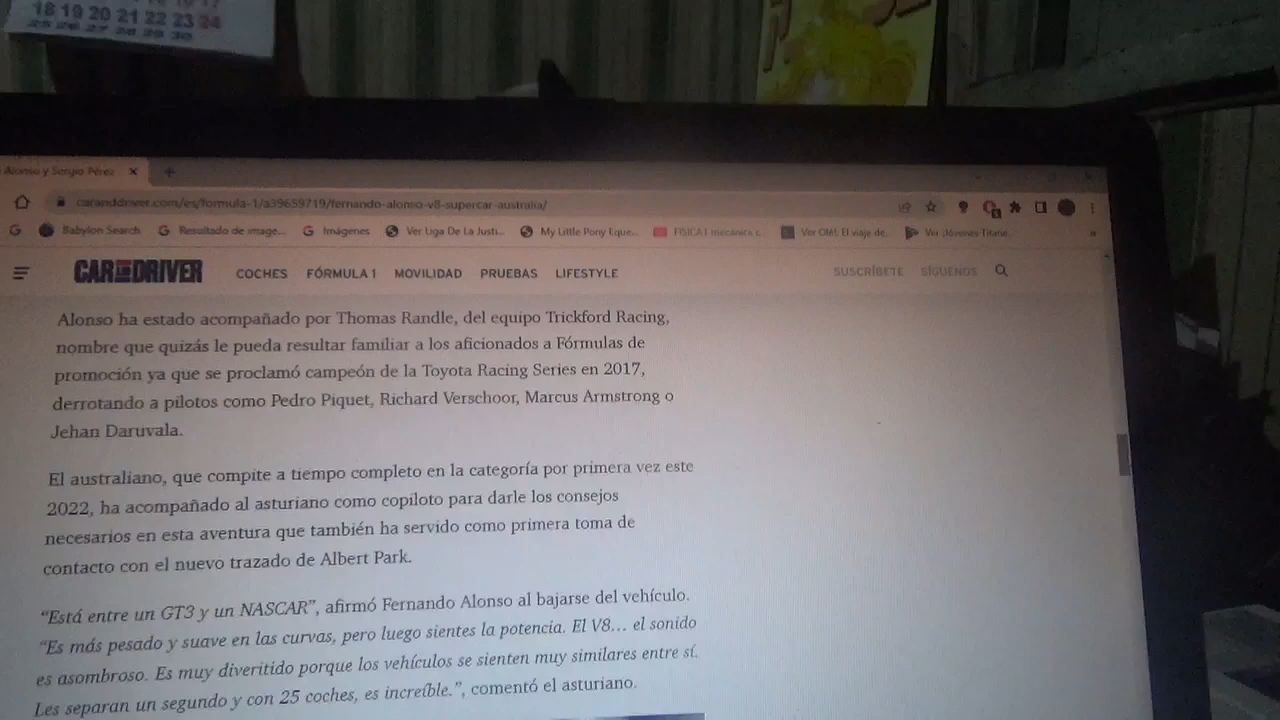 18 19 20 21 22 23 24
25 26 27 28 29 30
Alonso y Sergio Pérez
caranddriver.com/es/formula-1/a39659719/fernando-alonso-v8-supercar-australia/
Babylon Search Resultado de image... Imágenes Ver Liga De La Justi... My Little Pony Eque... FISICA I mecanica c... Ver OMI: El viaje de... Ver Jóvenes Titane
CAR AND DRIVER COCHES FÓRMULA 1 MOVILIDAD PRUEBAS LIFESTYLE SUSCRÍBETE SÍGUENOS
Alonso ha estado acompañado por Thomas Randle, del equipo Trickford Racing,
nombre que quizás le pueda resultar familiar a los aficionados a Fórmulas de
promoción ya que se proclamó campeón de la Toyota Racing Series en 2017,
derrotando a pilotos como Pedro Piquet, Richard Verschoor, Marcus Armstrong o
Jehan Daruvala.
El australiano, que compite a tiempo completo en la categoría por primera vez este
2022, ha acompañado al asturiano como copiloto para darle los consejos
necesarios en esta aventura que también ha servido como primera toma de
contacto con el nuevo trazado de Albert Park.
“Está entre un GT3 y un NASCAR”, afirmó Fernando Alonso al bajarse del vehículo.
“Es más pesado y suave en las curvas, pero luego sientes la potencia. El V8... el sonido
es asombroso. Es muy diveritido porque los vehículos se sienten muy similares entre sí.
Les separan un segundo y con 25 coches, es increíble.”, comentó el asturiano.